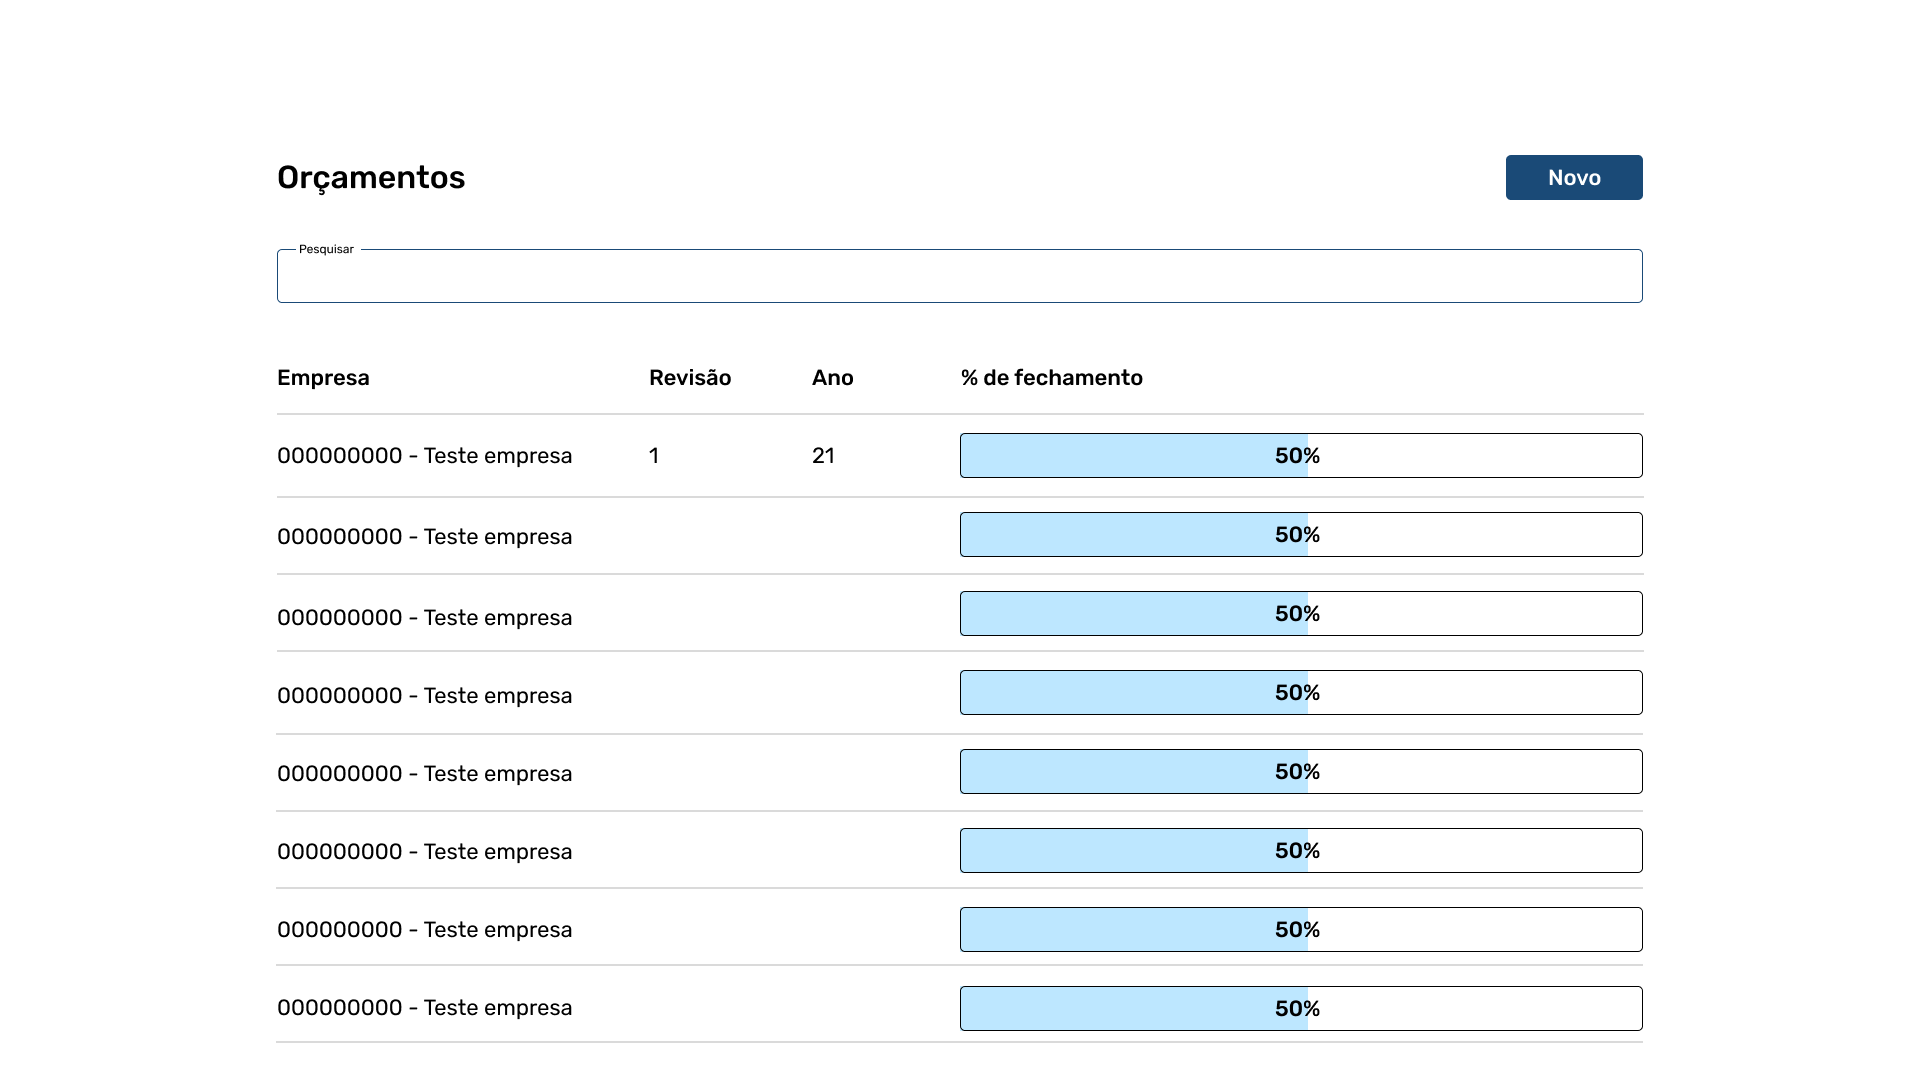 Orçamentos
Novo
Pesquisar
Empresa Revisão Ano % de fechamento
000000000 - Teste empresa 1 21 50%
000000000 - Teste empresa 50%
000000000 - Teste empresa 50%
000000000 - Teste empresa 50%
000000000 - Teste empresa 50%
000000000 - Teste empresa 50%
000000000 - Teste empresa 50%
000000000 - Teste empresa 50%